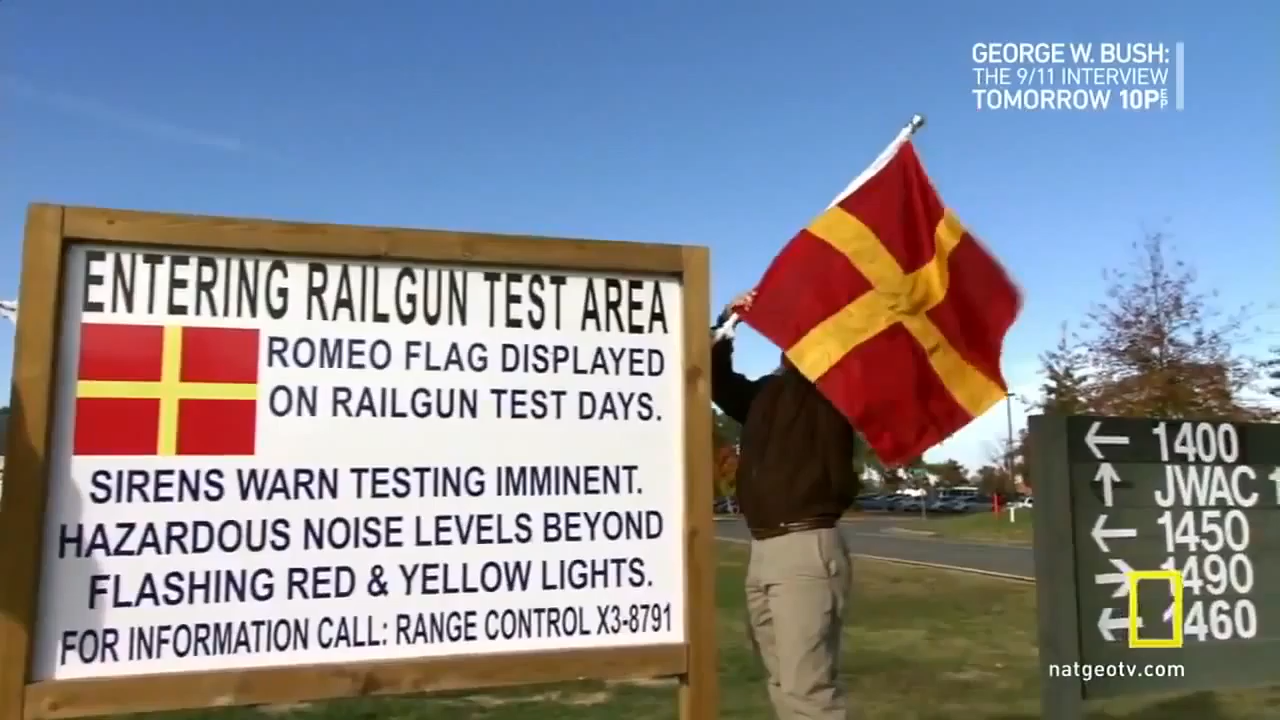 GEORGE W. BUSH:
THE 9/11 INTERVIEW
TOMORROW 10P E P
ENTERING RAILGUN TEST AREA
ROMEO FLAG DISPLAYED
ON RAILGUN TEST DAYS.
SIRENS WARN TESTING IMMINENT.
HAZARDOUS NOISE LEVELS BEYOND
FLASHING RED & YELLOW LIGHTS.
FOR INFORMATION CALL: RANGE CONTROL X3-8791
← 1400
↑ JWAC 1
← 1450
→ 1490
← 1460
natgeotv.com